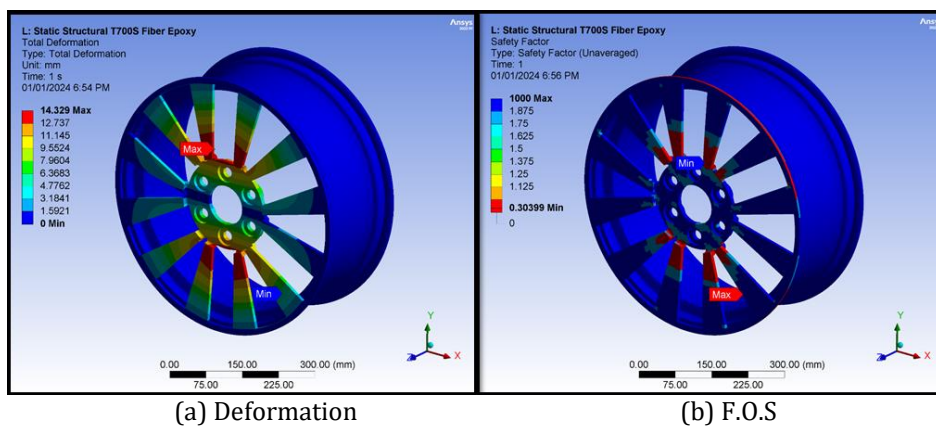 Ansys
L: Static Structural T700S Fiber Epoxy
Total Deformation
Type: Total Deformation
Unit: mm
Time: 1 s
01/01/2024 6:54 PM
14.329 Max
12.737
11.145
9.5524
7.9604
6.3683
4.7762
3.1841
1.5921
0 Min
Max
Min
Y
Z
X
0.00
150.00
300.00 (mm)
75.00
225.00
(a) Deformation
Ansys
L: Static Structural T700S Fiber Epoxy
Safety Factor
Type: Safety Factor (Unaveraged)
Time: 1
01/01/2024 6:56 PM
1000 Max
1.875
1.75
1.625
1.5
1.375
1.25
1.125
0.30399 Min
0
Min
Max
Y
Z
X
0.00
150.00
300.00 (mm)
75.00
225.00
(b) F.O.S